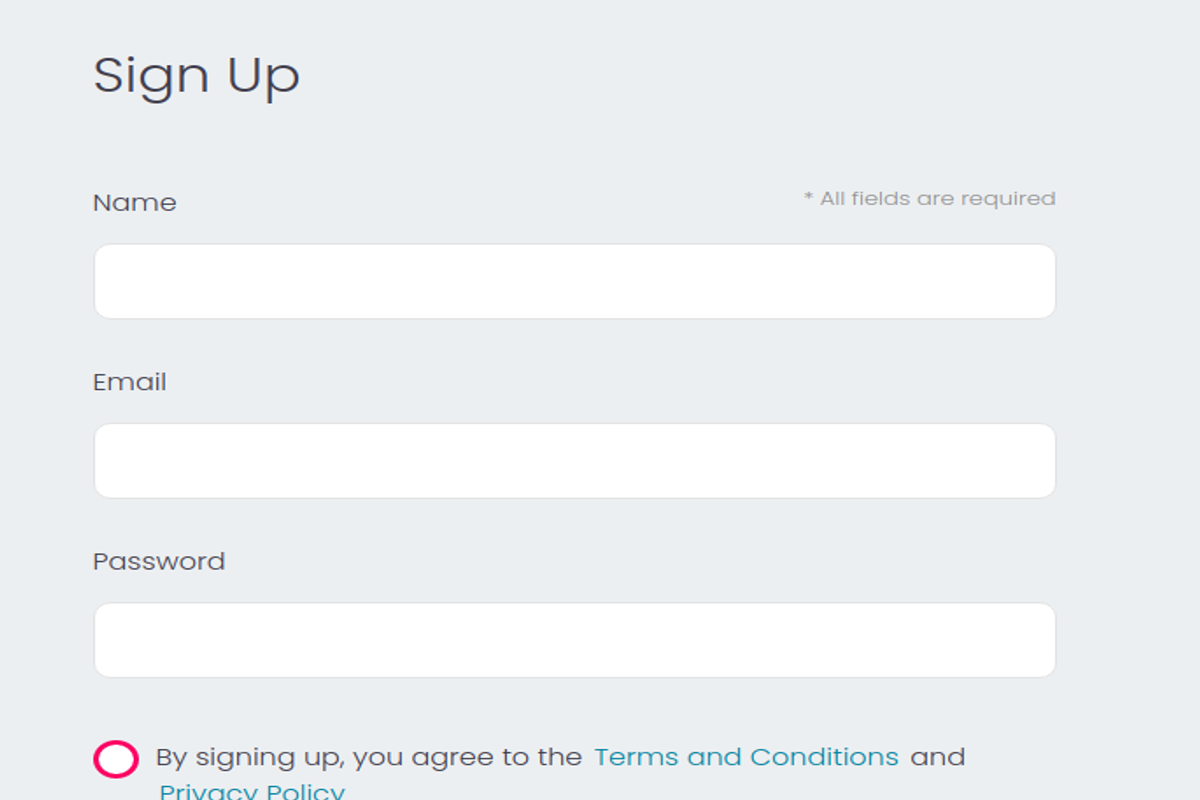 Sign Up
Name
* All fields are required
Email
Password
By signing up, you agree to the Terms and Conditions and
Privacy Policy